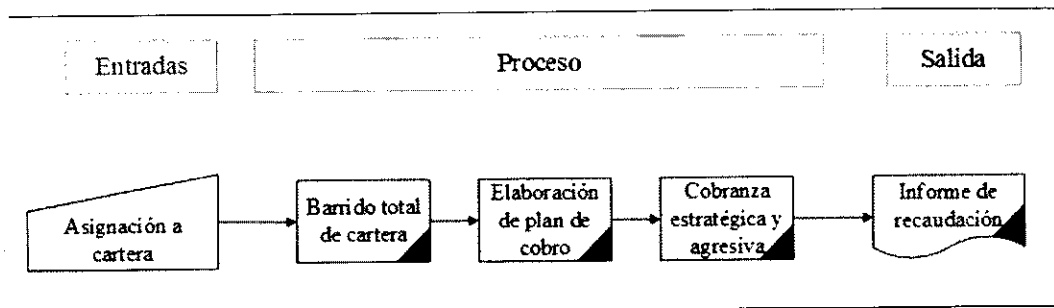 Entradas
Proceso
Salida
Asignación a
cartera
Barrido total
de cartera
Elaboración
de plan de
cobro
Cobranza
estratégica y
agresiva
Informe de
recaudación